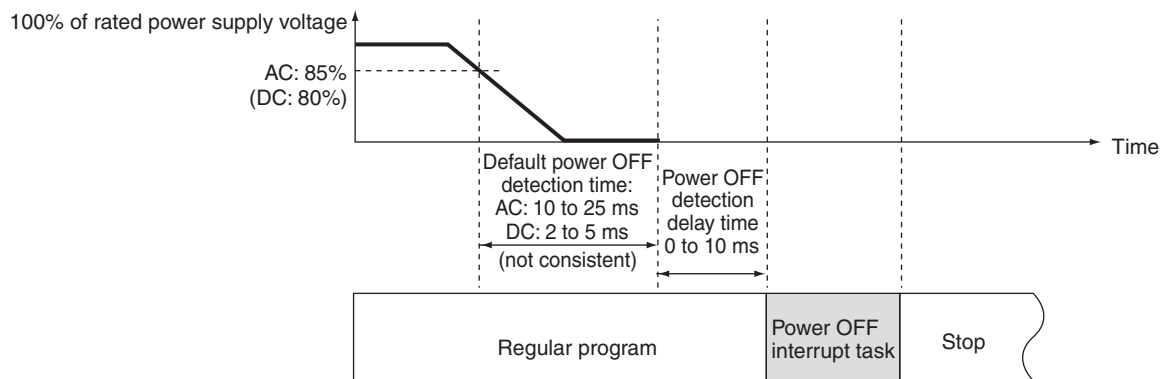 100% of rated power supply voltage
AC: 85%
(DC: 80%)
Time
Default power OFF
detection time:
AC: 10 to 25 ms
DC: 2 to 5 ms
(not consistent)
Power OFF
detection
delay time
0 to 10 ms
Regular program
Power OFF
interrupt task
Stop